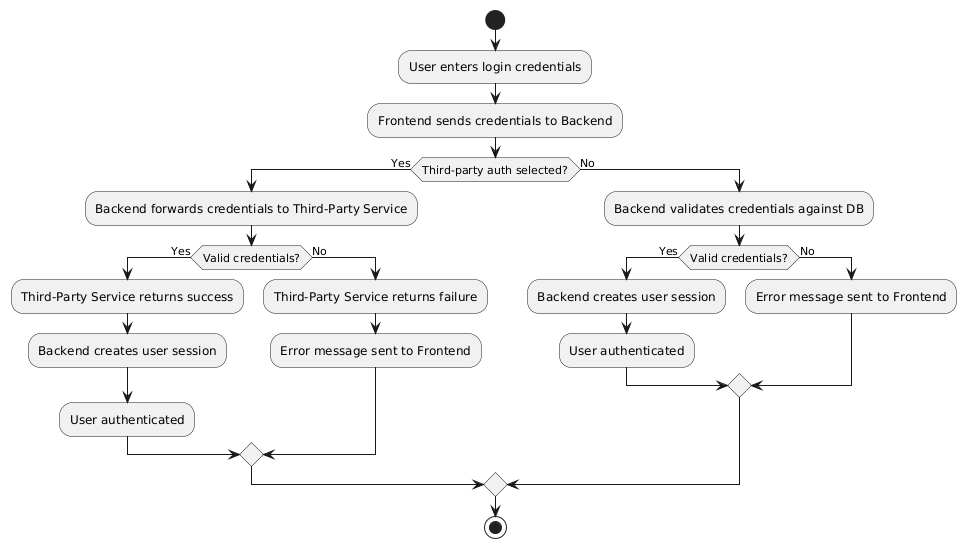 User enters login credentials
Frontend sends credentials to Backend
Yes
Third-party auth selected?
No
Backend forwards credentials to Third-Party Service
Backend validates credentials against DB
Yes
Valid credentials?
No
Yes
Valid credentials?
No
Third-Party Service returns success
Third-Party Service returns failure
Backend creates user session
Error message sent to Frontend
Backend creates user session
Error message sent to Frontend
User authenticated
User authenticated